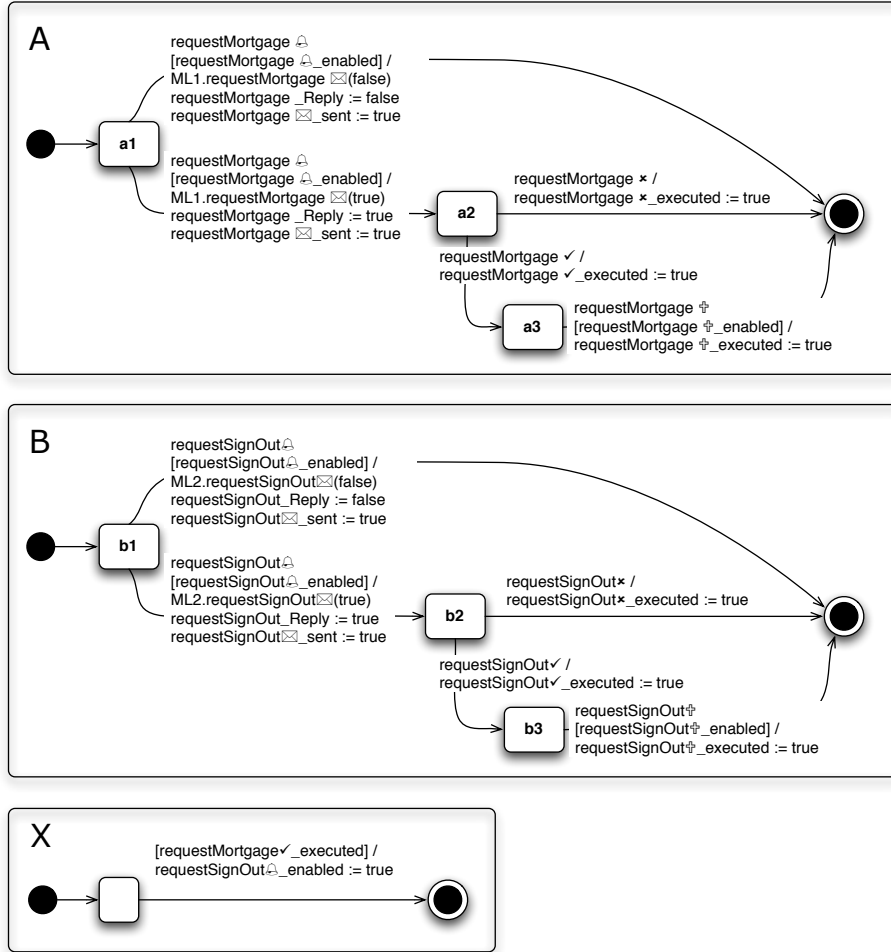 A
requestMortgage 🔔
[requestMortgage 🔔_enabled] /
ML1.requestMortgage ✉(false)
requestMortgage _Reply := false
requestMortgage ✉_sent := true
a1
requestMortgage 🔔
[requestMortgage 🔔_enabled] /
ML1.requestMortgage ✉(true)
requestMortgage _Reply := true
requestMortgage ✉_sent := true
a2
requestMortgage ✗ /
requestMortgage ✗_executed := true
requestMortgage ✓ /
requestMortgage ✓_executed := true
a3
requestMortgage ✞
[requestMortgage ✞_enabled] /
requestMortgage ✞_executed := true
B
requestSignOut🔔
[requestSignOut🔔_enabled] /
ML2.requestSignOut✉(false)
requestSignOut_Reply := false
requestSignOut✉_sent := true
b1
requestSignOut🔔
[requestSignOut🔔_enabled] /
ML2.requestSignOut✉(true)
requestSignOut_Reply := true
requestSignOut✉_sent := true
b2
requestSignOut✗ /
requestSignOut✗_executed := true
requestSignOut✓ /
requestSignOut✓_executed := true
b3
requestSignOut✞
[requestSignOut✞_enabled] /
requestSignOut✞_executed := true
X
[requestMortgage✓_executed] /
requestSignOut🔔_enabled := true